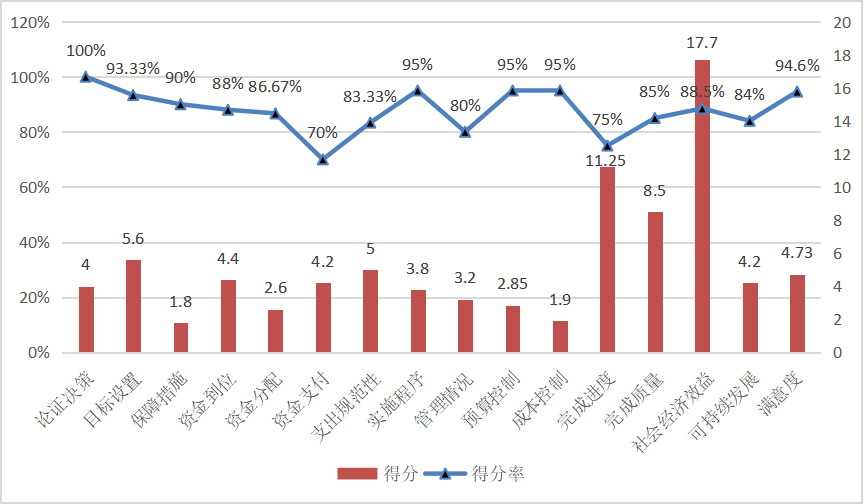 120%
100%
80%
60%
40%
20%
0%
20
18
16
14
12
10
8
6
4
2
0
100%
93.33%
90%
88%
86.67%
70%
83.33%
95%
80%
95%
95%
75%
85%
88.5%
84%
94.6%
4
5.6
1.8
4.4
2.6
4.2
5
3.8
3.2
2.85
1.9
11.25
8.5
17.7
4.2
4.73
论证决策
目标设置
保障措施
资金到位
资金分配
资金支付
支出规范性
实施程序
管理情况
预算控制
成本控制
完成进度
完成质量
社会经济效益
可持续发展
满意度
得分
得分率